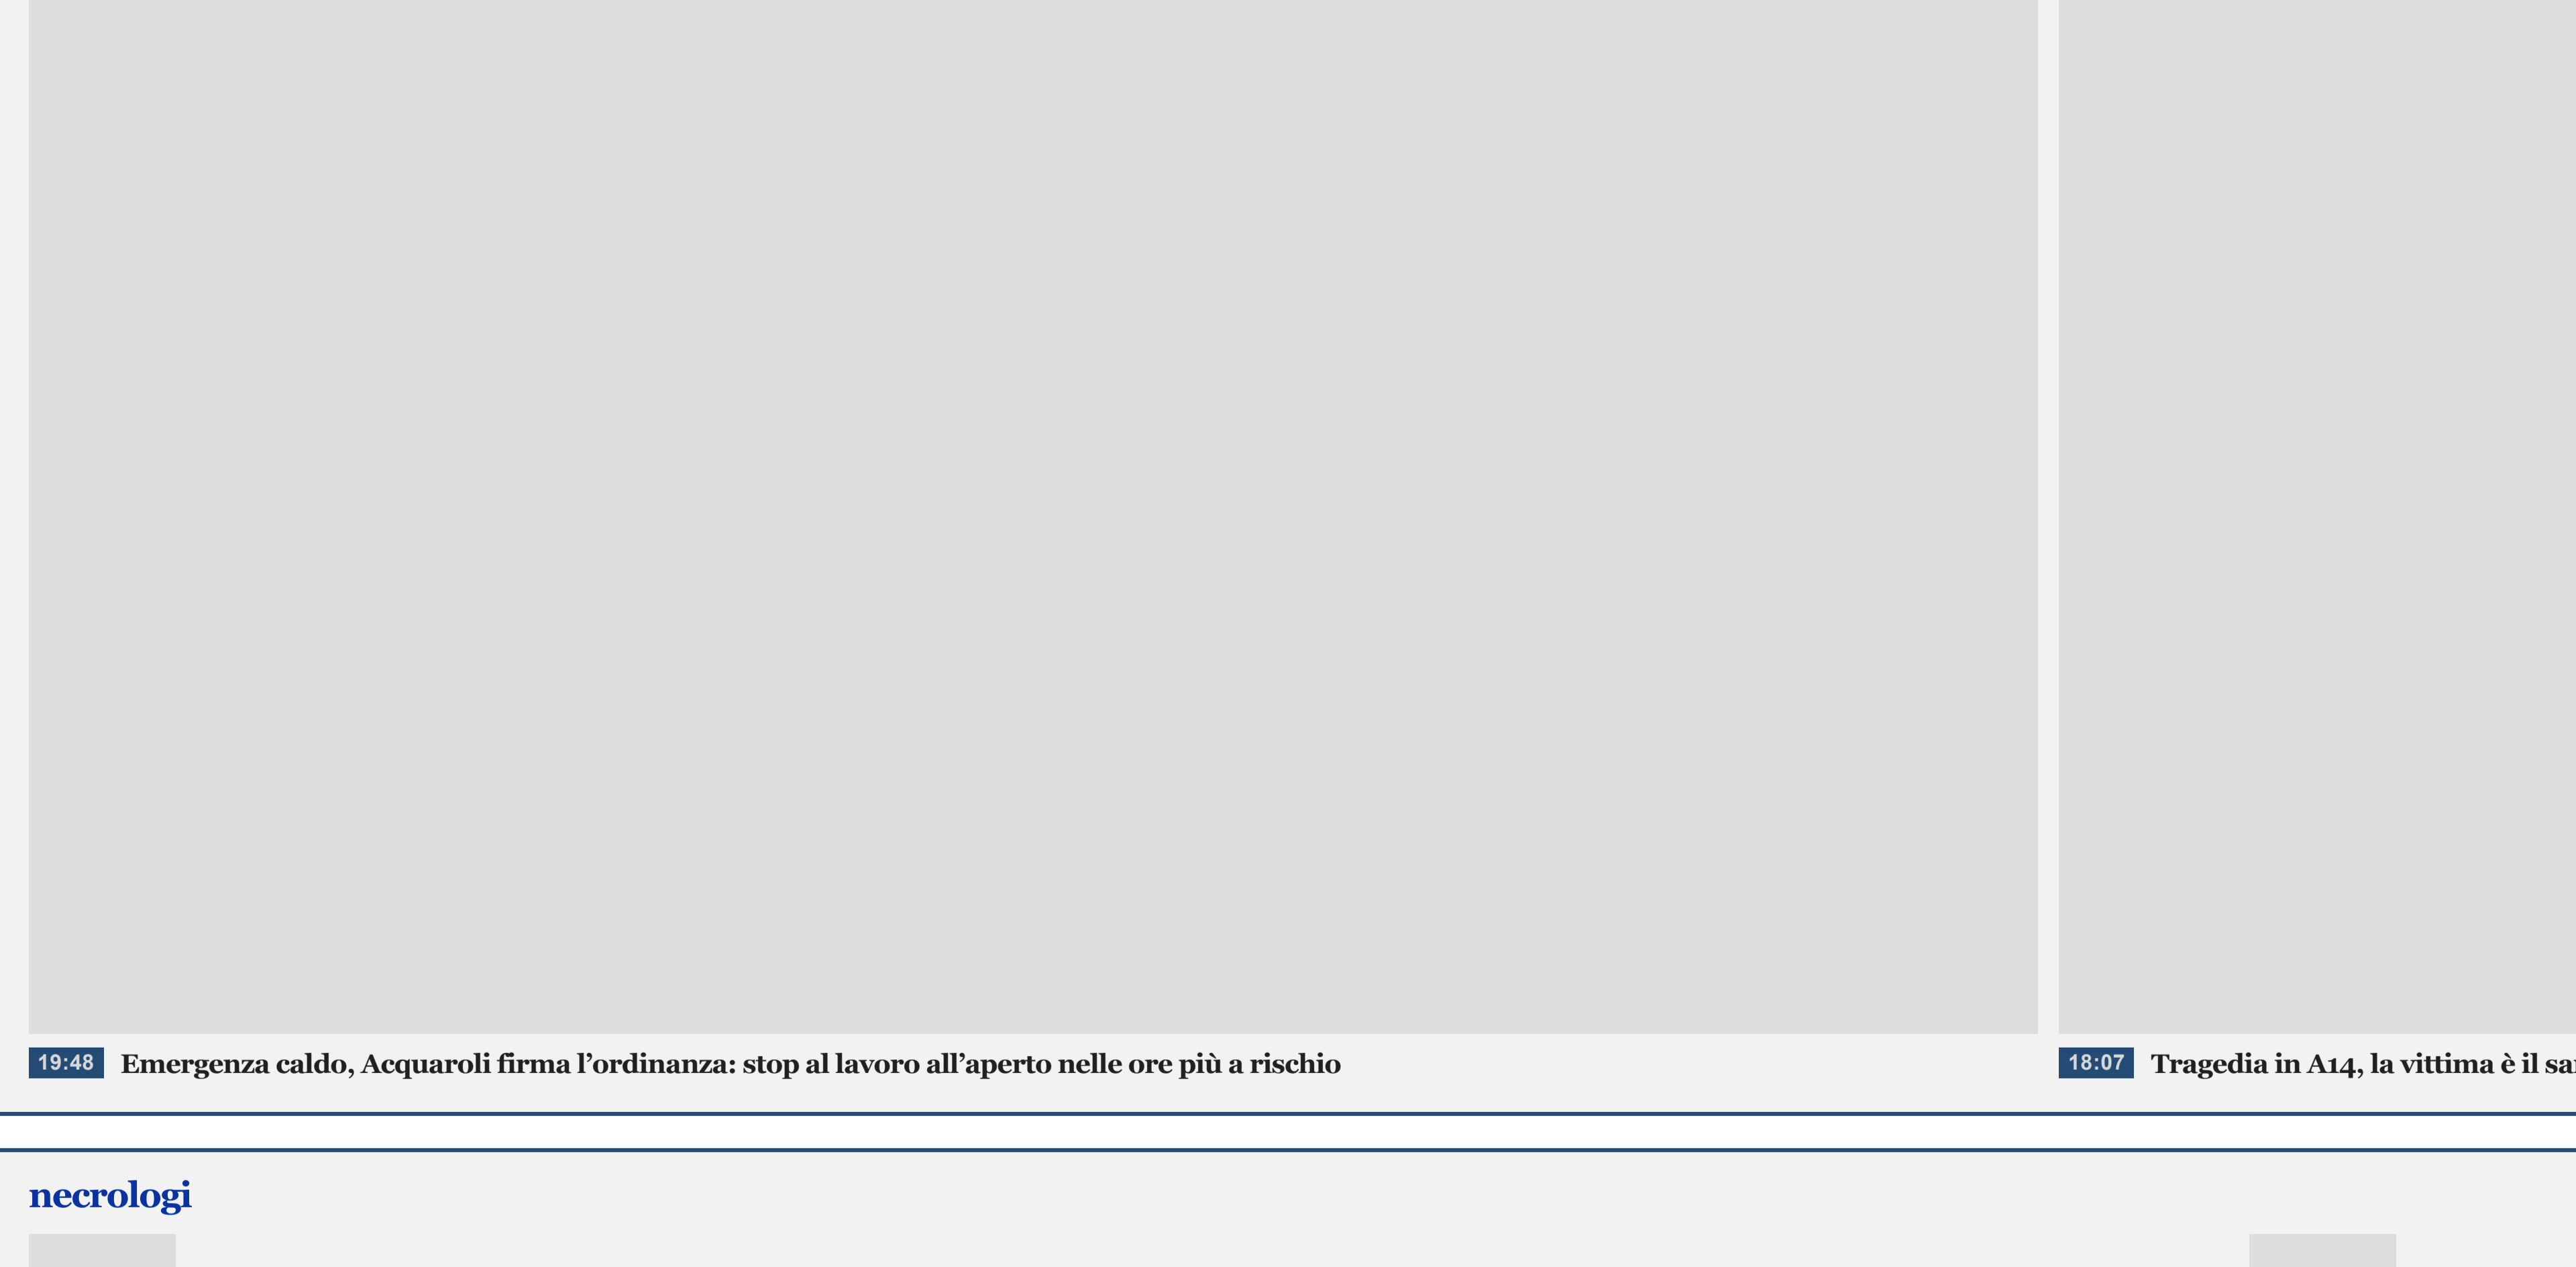 19:48 Emergenza caldo, Acquaroli firma l’ordinanza: stop al lavoro all’aperto nelle ore più a rischio
18:07 Tragedia in A14, la vittima è il
necrologi